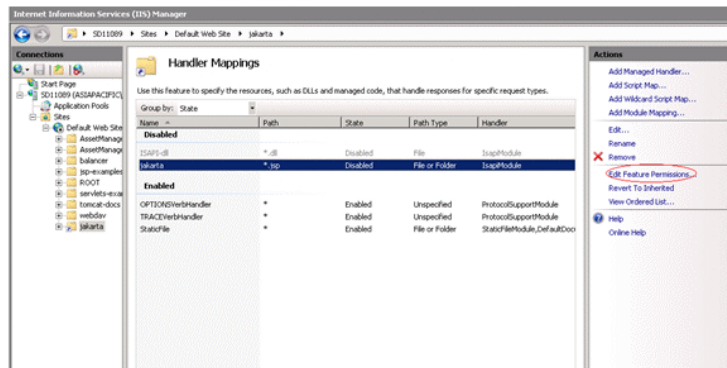 Internet Information Services (IIS) Manager
SD11089 Sites Default Web Site jakarta
Connections
Start Page
SD11089 (ASIAPACIFIC\
Application Pools
Sites
Default Web Site
AssetManage
AssetManage
balancer
jsp-examples
ROOT
servlets-exa
tomcat-docs
webdav
jakarta
Handler Mappings
Use this feature to specify the resources, such as DLLs and managed code, that handle responses for specific request types.
Group by: State
Name Path State Path Type Handler
Disabled
ISAPI-dll *.dll Disabled File IsapiModule
jakarta *.jsp Disabled File or Folder IsapiModule
Enabled
OPTIONSVerbHandler * Enabled Unspecified ProtocolSupportModule
TRACEVerbHandler * Enabled Unspecified ProtocolSupportModule
StaticFile * Enabled File or Folder StaticFileModule,DefaultDoc
Actions
Add Managed Handler...
Add Script Map...
Add Wildcard Script Map...
Add Module Mapping...
Edit...
Rename
Remove
Edit Feature Permissions...
Revert To Inherited
View Ordered List...
Help
Online Help